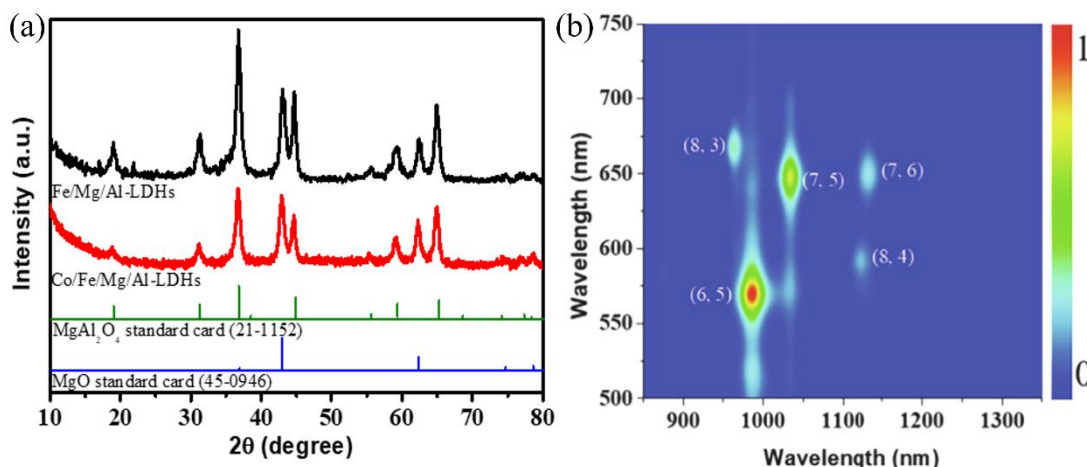 (a)
Intensity (a.u.)
Fe/Mg/Al-LDHs
Co/Fe/Mg/Al-LDHs
MgAl₂O₄ standard card (21-1152)
MgO standard card (45-0946)
10 20 30 40 50 60 70 80
2θ (degree)
(b)
Wavelength (nm)
750
700
650
600
550
500
(8, 3)
(7, 5)
(7, 6)
(8, 4)
(6, 5)
900 1000 1100 1200 1300
Wavelength (nm)
1
0